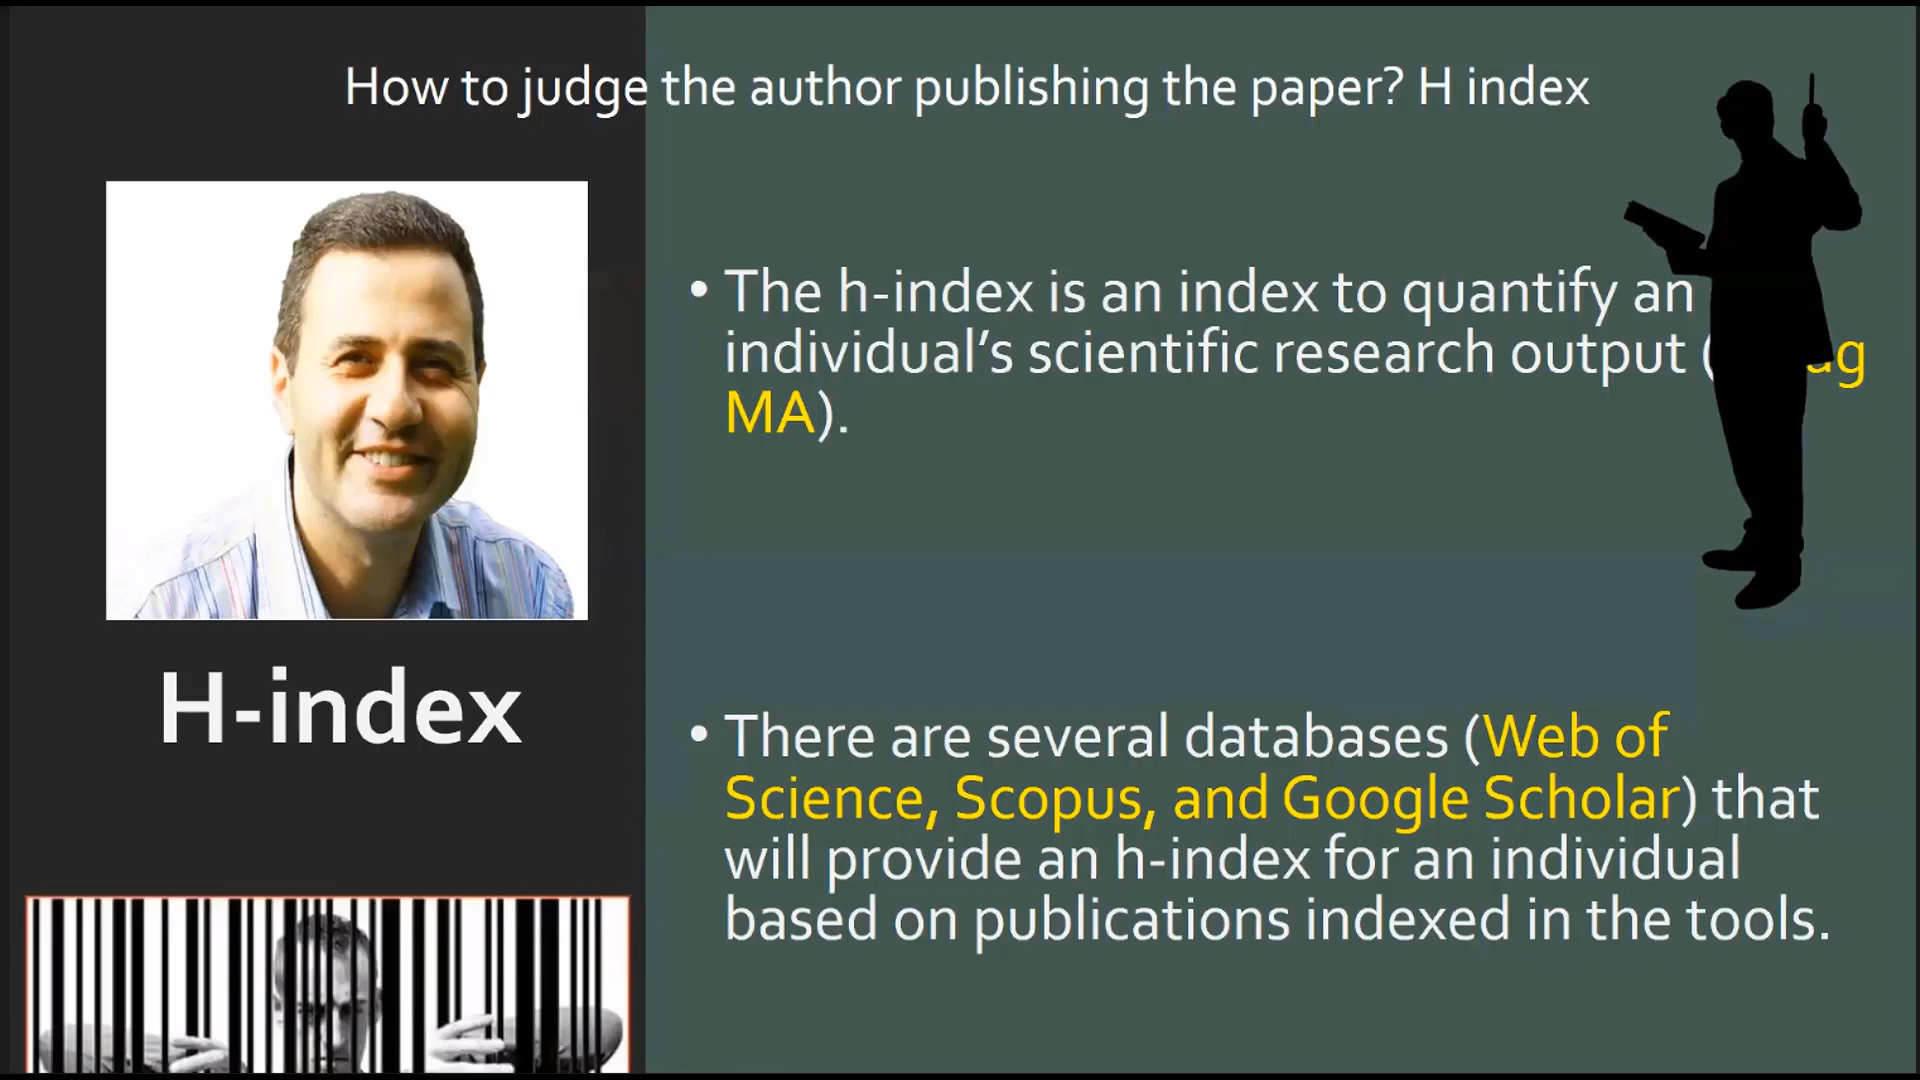 How to judge the author publishing the paper? H index
H-index
• The h-index is an index to quantify an
individual’s scientific research output (
MA).
• There are several databases (Web of
Science, Scopus, and Google Scholar) that
will provide an h-index for an individual
based on publications indexed in the tools.